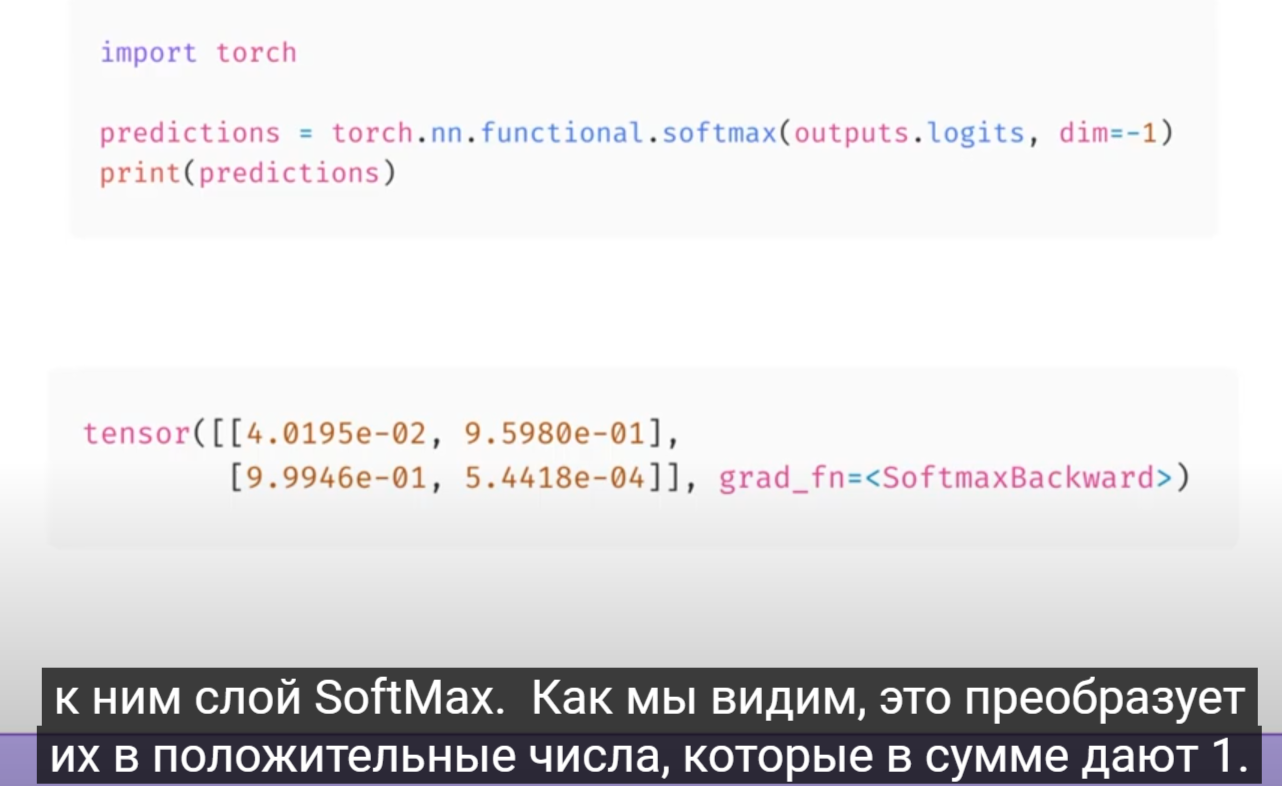 import torch
predictions = torch.nn.functional.softmax(outputs.logits, dim=-1)
print(predictions)
tensor([[4.0195e-02, 9.5980e-01],
[9.9946e-01, 5.4418e-04]], grad_fn=<SoftmaxBackward>)
к ним слой SoftMax. Как мы видим, это преобразует
их в положительные числа, которые в сумме дают 1.